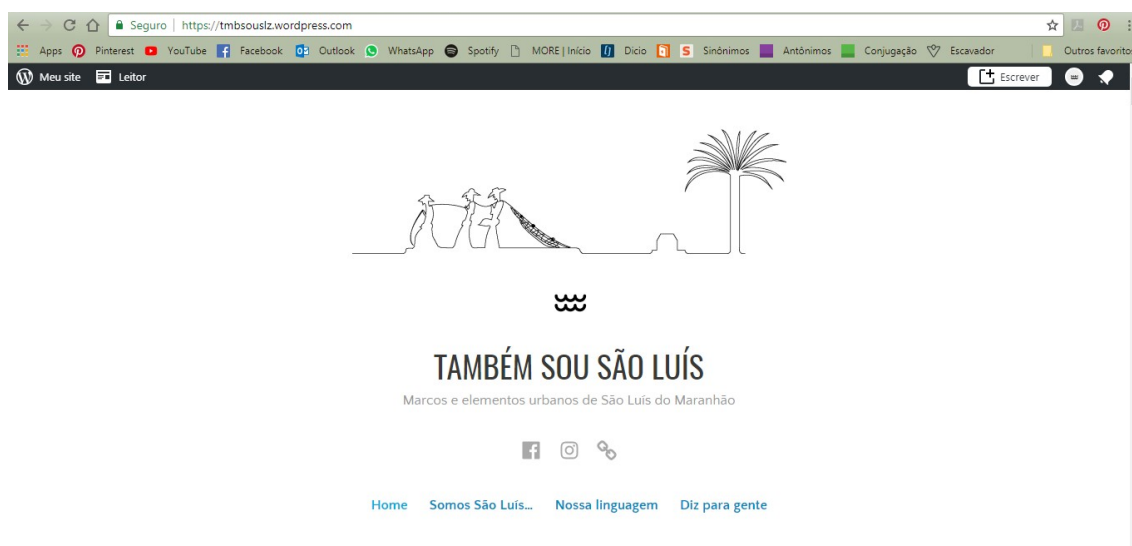 Seguro | https://tmbsouslz.wordpress.com
Apps Pinterest YouTube Facebook Outlook WhatsApp Spotify MORE | Início Dicio Sinônimos Antônimos Conjugação Escavador Outros favorito
Meu site Leitor Escrever
TAMBÉM SOU SÃO LUÍS
Marcos e elementos urbanos de São Luís do Maranhão
Home Somos São Luís... Nossa linguagem Diz para gente